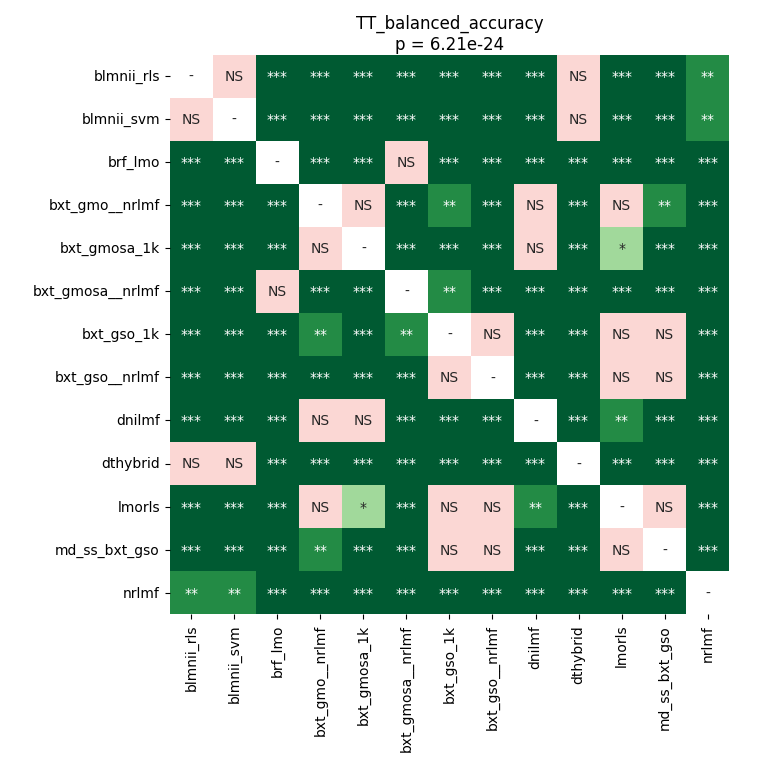 TT_balanced_accuracy
p = 6.21e-24
blmnii_rls - NS *** *** *** *** *** *** *** NS *** *** **
blmnii_svm NS - *** *** *** *** *** *** *** NS *** *** **
brf_lmo *** *** - *** *** NS *** *** *** *** *** *** ***
bxt_gmo__nrlmf *** *** *** - NS *** ** *** NS *** NS ** ***
bxt_gmosa_1k *** *** *** NS - *** *** *** NS *** * *** ***
bxt_gmosa__nrlmf *** *** NS *** *** - ** *** *** *** *** *** ***
bxt_gso_1k *** *** *** ** *** ** - NS *** *** NS NS ***
bxt_gso__nrlmf *** *** *** *** *** *** NS - *** *** NS NS ***
dnilmf *** *** *** NS NS *** *** *** - *** ** *** ***
dthybrid NS NS *** *** *** *** *** *** *** - *** *** ***
lmorls *** *** *** NS * *** NS NS ** *** - NS ***
md_ss_bxt_gso *** *** *** ** *** *** NS NS *** *** NS - ***
nrlmf ** ** *** *** *** *** *** *** *** *** *** *** -
blmnii_rls
blmnii_svm
brf_lmo
bxt_gmo__nrlmf
bxt_gmosa_1k
bxt_gmosa__nrlmf
bxt_gso_1k
bxt_gso__nrlmf
dnilmf
dthybrid
lmorls
md_ss_bxt_gso
nrlmf